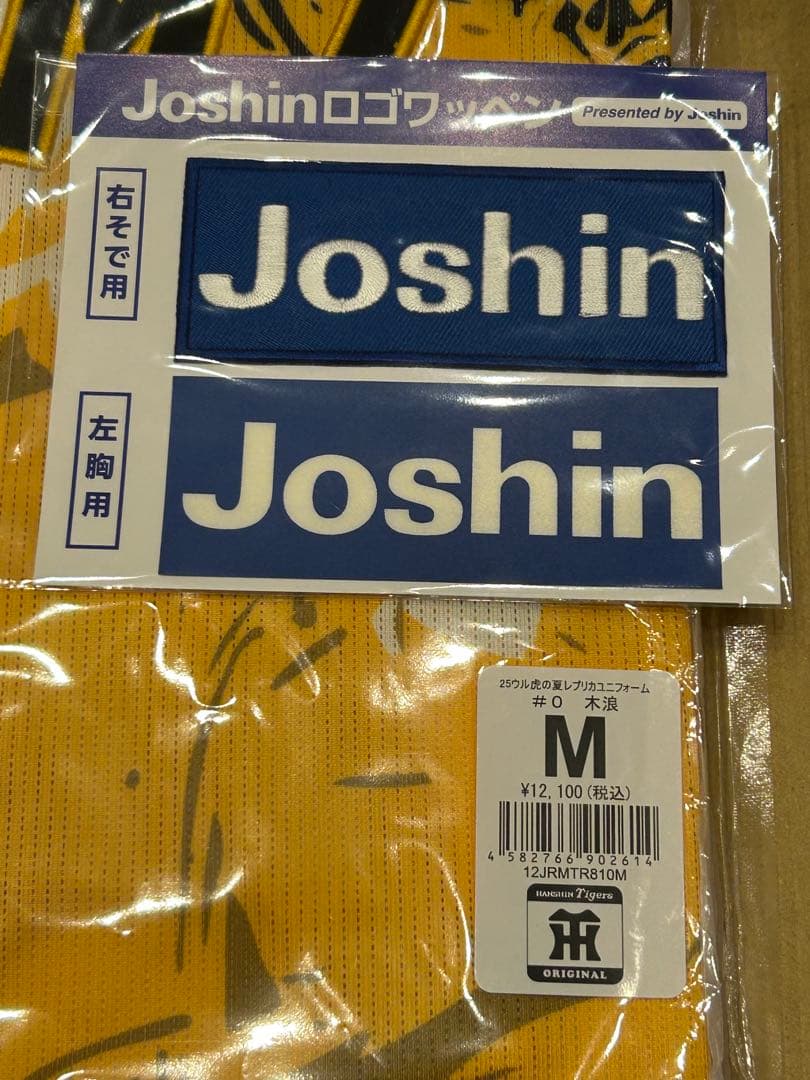 Joshinロゴワッペン
Presented by Joshin
右そで用
Joshin
左胸用
Joshin
25ウル虎の夏レプリカユニフォーム
#0 木浪
M
¥12,100(税込)
4 582766 902614
12JRMTR810M
HANSHIN Tigers
ORIGINAL